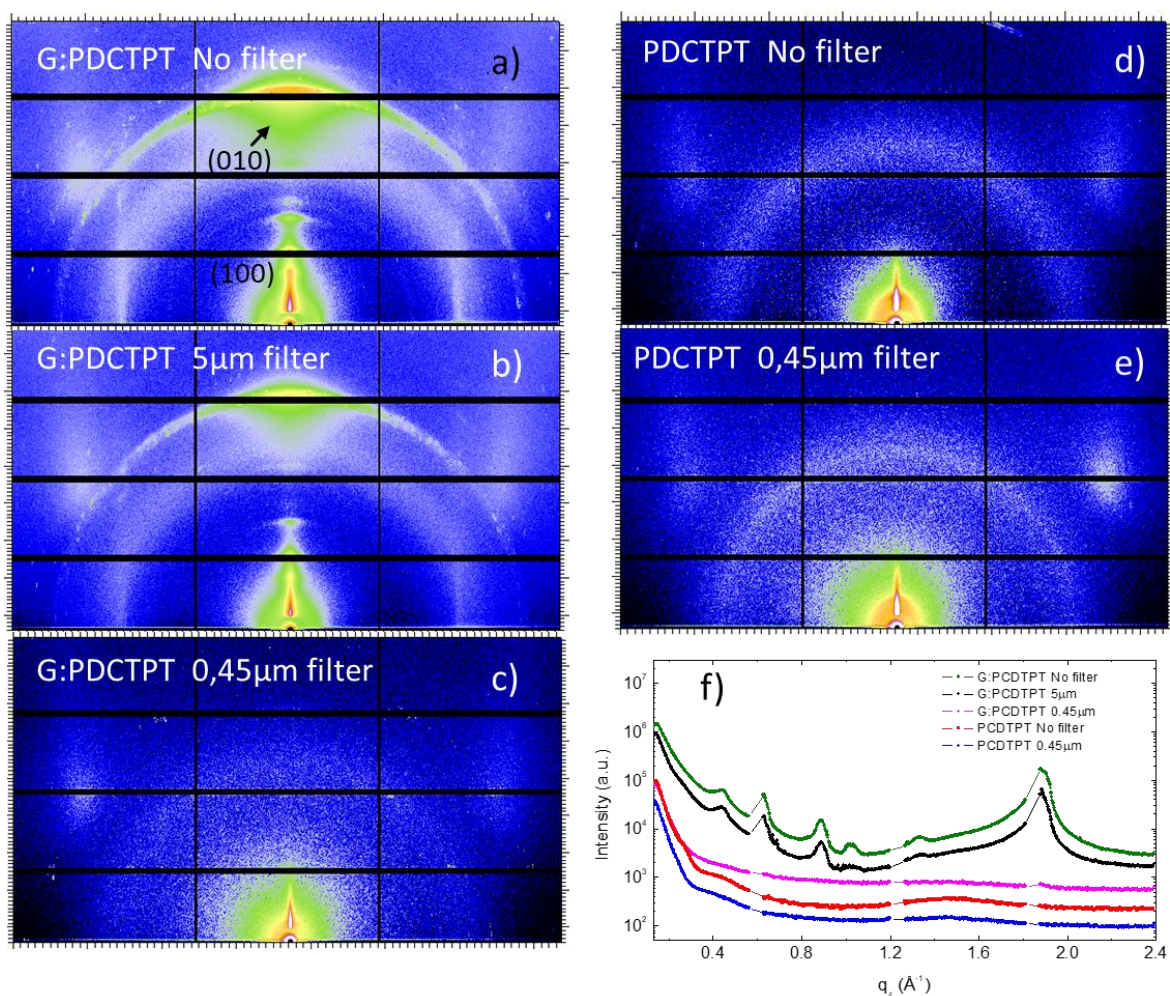 G:PDCTPT No filter a)
(010)
(100)
G:PDCTPT 5µm filter b)
G:PDCTPT 0,45µm filter c)
PDCTPT No filter d)
PDCTPT 0,45µm filter e)
f)
G:PCDTPT No filter
G:PCDTPT 5µm
G:PCDTPT 0.45µm
PCDTPT No filter
PCDTPT 0.45µm
Intensity (a.u.)
10⁷
10⁶
10⁵
10⁴
10³
10²
0.4 0.8 1.2 1.6 2.0 2.4
q_z (Å⁻¹)